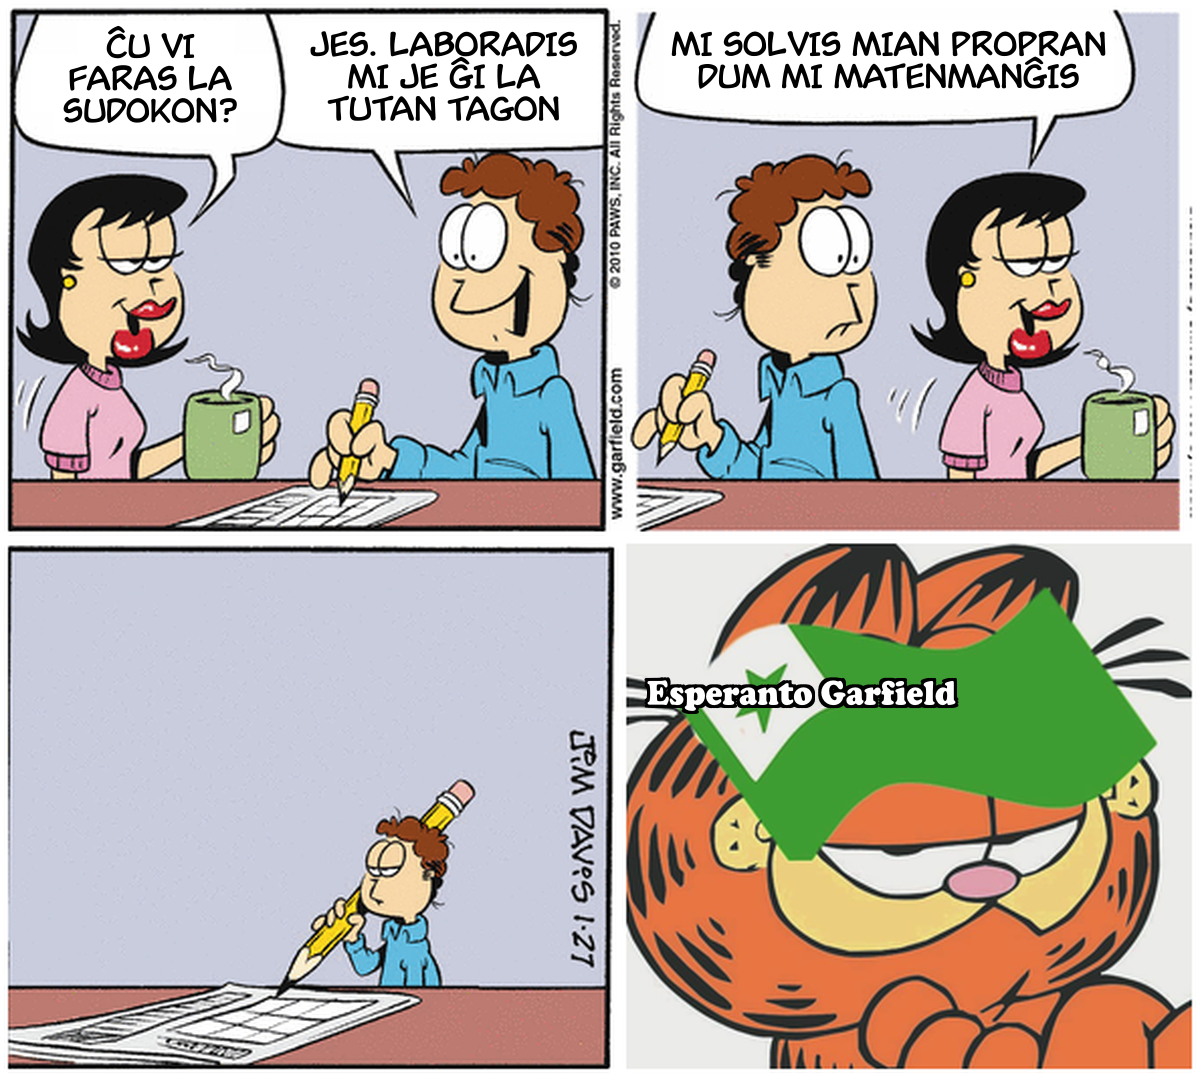 ĈU VI
FARAS LA
SUDOKON?
JES. LABORADIS
MI JE ĜI LA
TUTAN TAGON
© 2010 PAWS, INC. All Rights Reserved.
www.garfield.com
MI SOLVIS MIAN PROPRAN
DUM MI MATENMANĜIS
JIM DAVIS 1-27
Esperanto Garfield